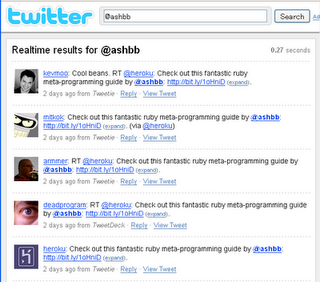 twitter @ashbb Search Ad
Realtime results for @ashbb 0.27 seconds
kevmoo: Cool beans. RT @heroku: Check out this fantastic ruby
meta-programming guide by @ashbb: http://bit.ly/1oHniD (expand).
2 days ago from Tweetie · Reply · View Tweet
mitkok: Check out this fantastic ruby meta-programming guide by
@ashbb: http://bit.ly/1oHniD (expand). (via @heroku)
2 days ago from Tweetie · Reply · View Tweet
armmer: RT @heroku: Check out this fantastic ruby meta-programming guide
by @ashbb: http://bit.ly/1oHniD (expand).
2 days ago from Tweetie · Reply · View Tweet
deadprogram: RT @heroku: Check out this fantastic ruby meta-programming guide
by @ashbb: http://bit.ly/1oHniD (expand).
2 days ago from TweetDeck · Reply · View Tweet
heroku: Check out this fantastic ruby meta-programming guide by @ashbb:
http://bit.ly/1oHniD (expand).
2 days ago from Tweetie · Reply · View Tweet